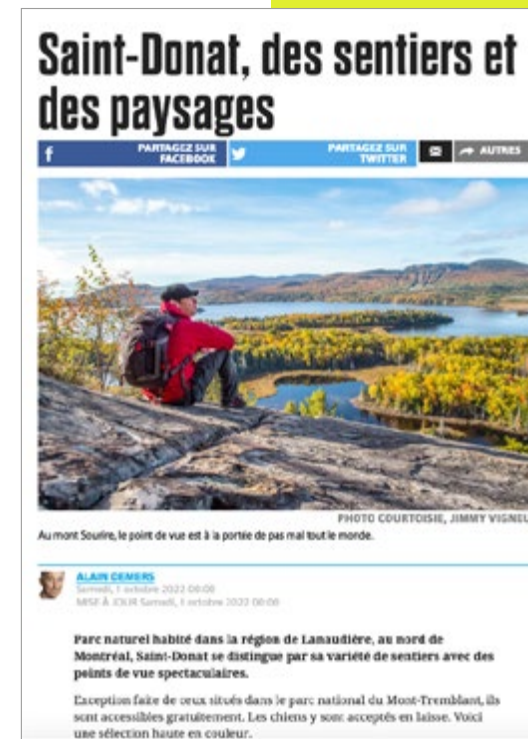 Saint-Donat, des sentiers et
des paysages
f PARTAGEZ SUR
FACEBOOK
PARTAGEZ SUR
TWITTER
AUTRES
PHOTO COURTOISIE, JIMMY VIGNEU
Au mont Sourire, le point de vue est à la portée de pas mal tout le monde.
ALAIN DEMERS
Samedi, 1 octobre 2022 00:00
MISE À JOUR Samedi, 1 octobre 2022 00:00
Parc naturel habité dans la région de Lanaudière, au nord de
Montréal, Saint-Donat se distingue par sa variété de sentiers avec des
points de vue spectaculaires.
Exception faite de ceux situés dans le parc national du Mont-Tremblant, ils
sont accessibles gratuitement. Les chiens y sont acceptés en laisse. Voici
une sélection haute en couleur.